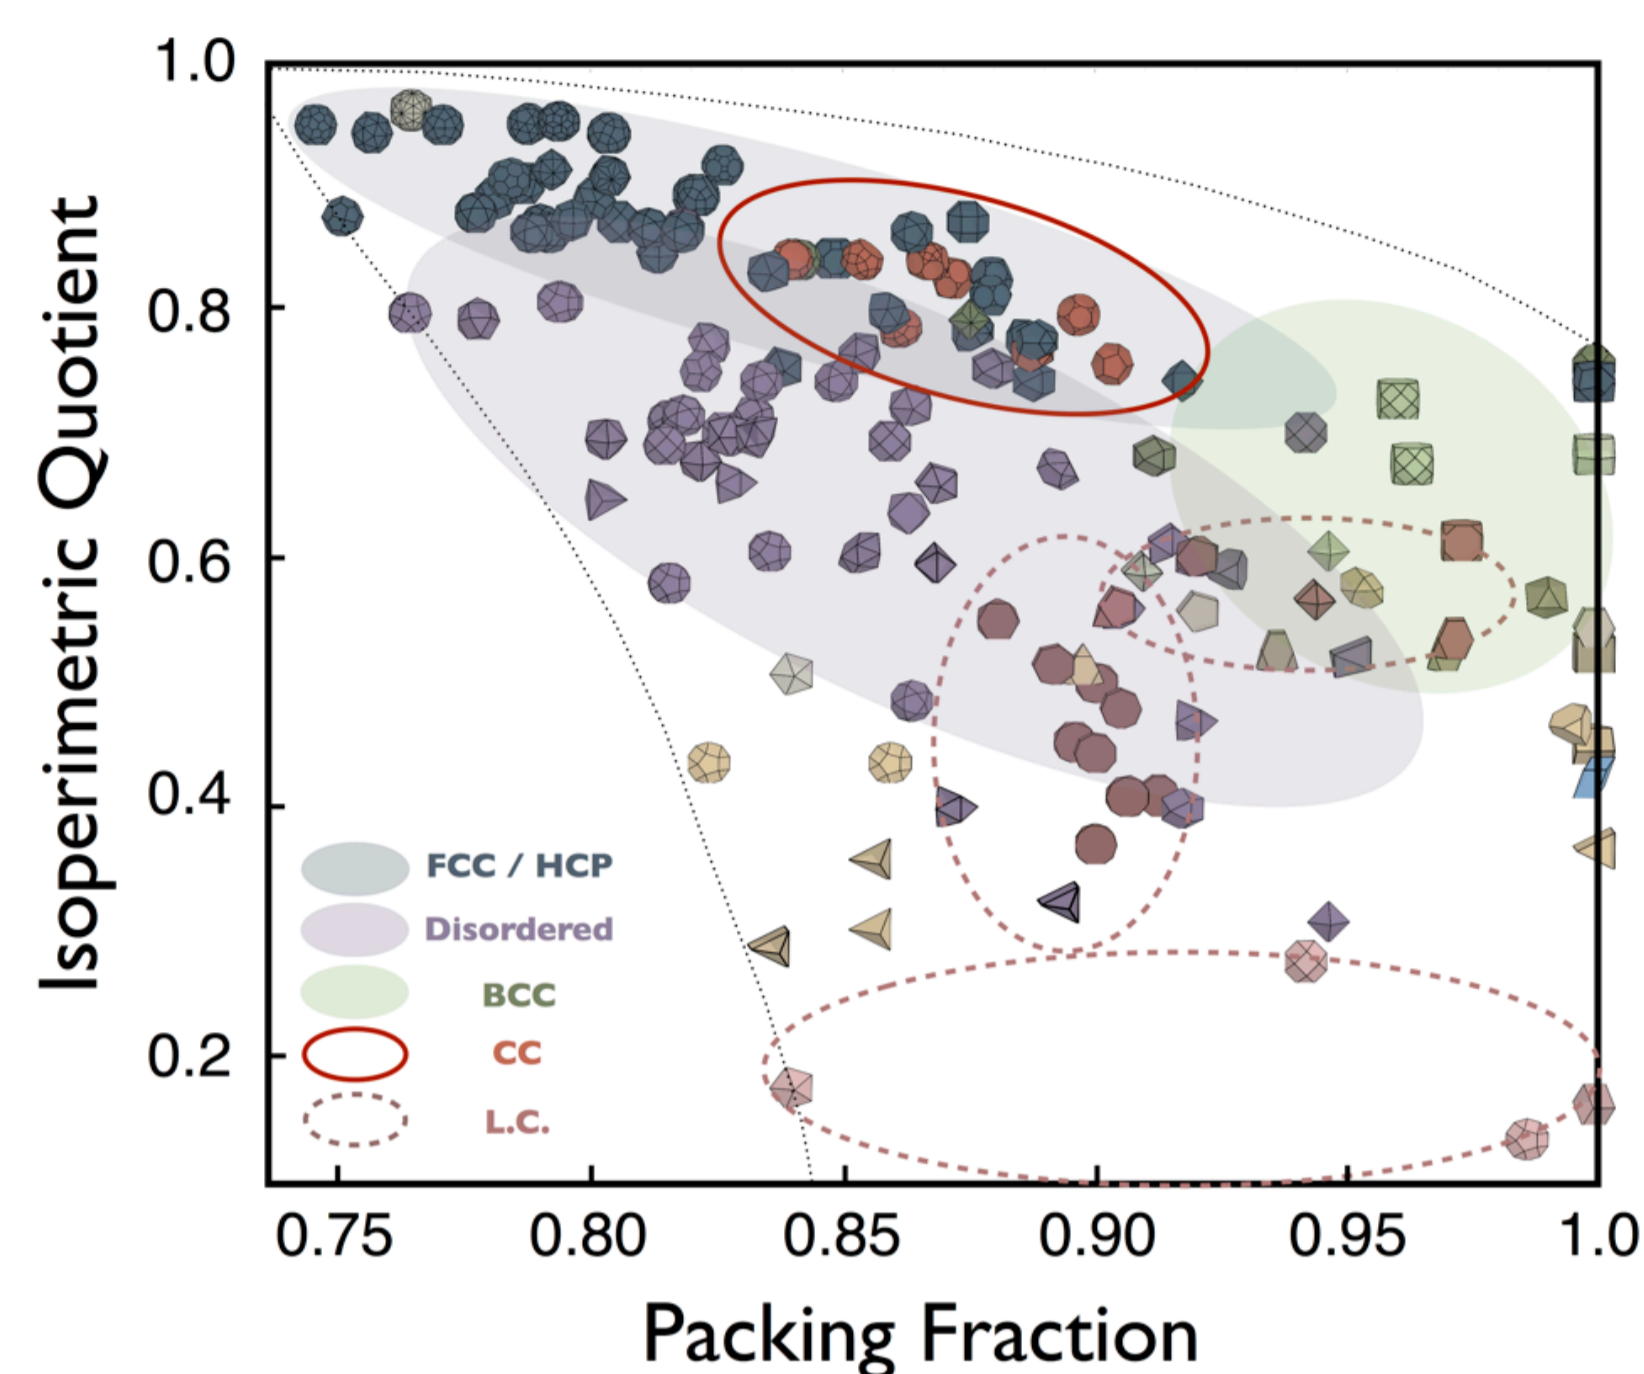 Isoperimetric Quotient
1.0
0.8
0.6
0.4
0.2
FCC / HCP
Disordered
BCC
CC
L.C.
0.75 0.80 0.85 0.90 0.95 1.0
Packing Fraction